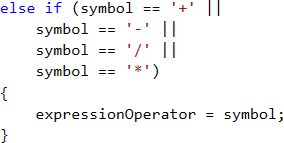 else if (symbol == '+' ||
    symbol == '-' ||
    symbol == '/' ||
    symbol == '*')
{
    expressionOperator = symbol;
}